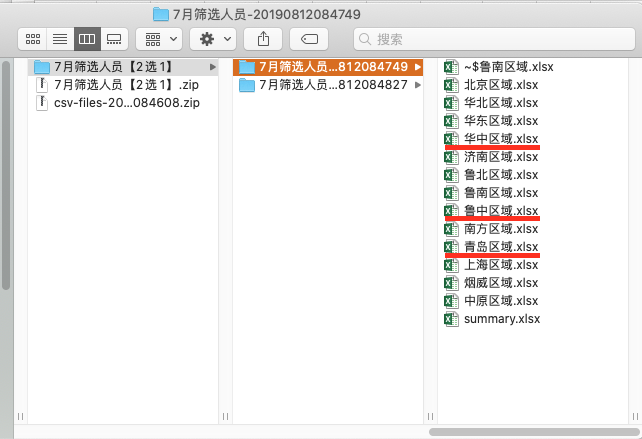 7月筛选人员-20190812084749
搜索
7月筛选人员【2选1】
7月筛选人员【2选1】.zip
csv-files-20...084608.zip
7月筛选人员...812084749
7月筛选人员...812084827
~$鲁南区域.xlsx
北京区域.xlsx
华北区域.xlsx
华东区域.xlsx
华中区域.xlsx
济南区域.xlsx
鲁北区域.xlsx
鲁南区域.xlsx
鲁中区域.xlsx
南方区域.xlsx
青岛区域.xlsx
上海区域.xlsx
烟威区域.xlsx
中原区域.xlsx
summary.xlsx